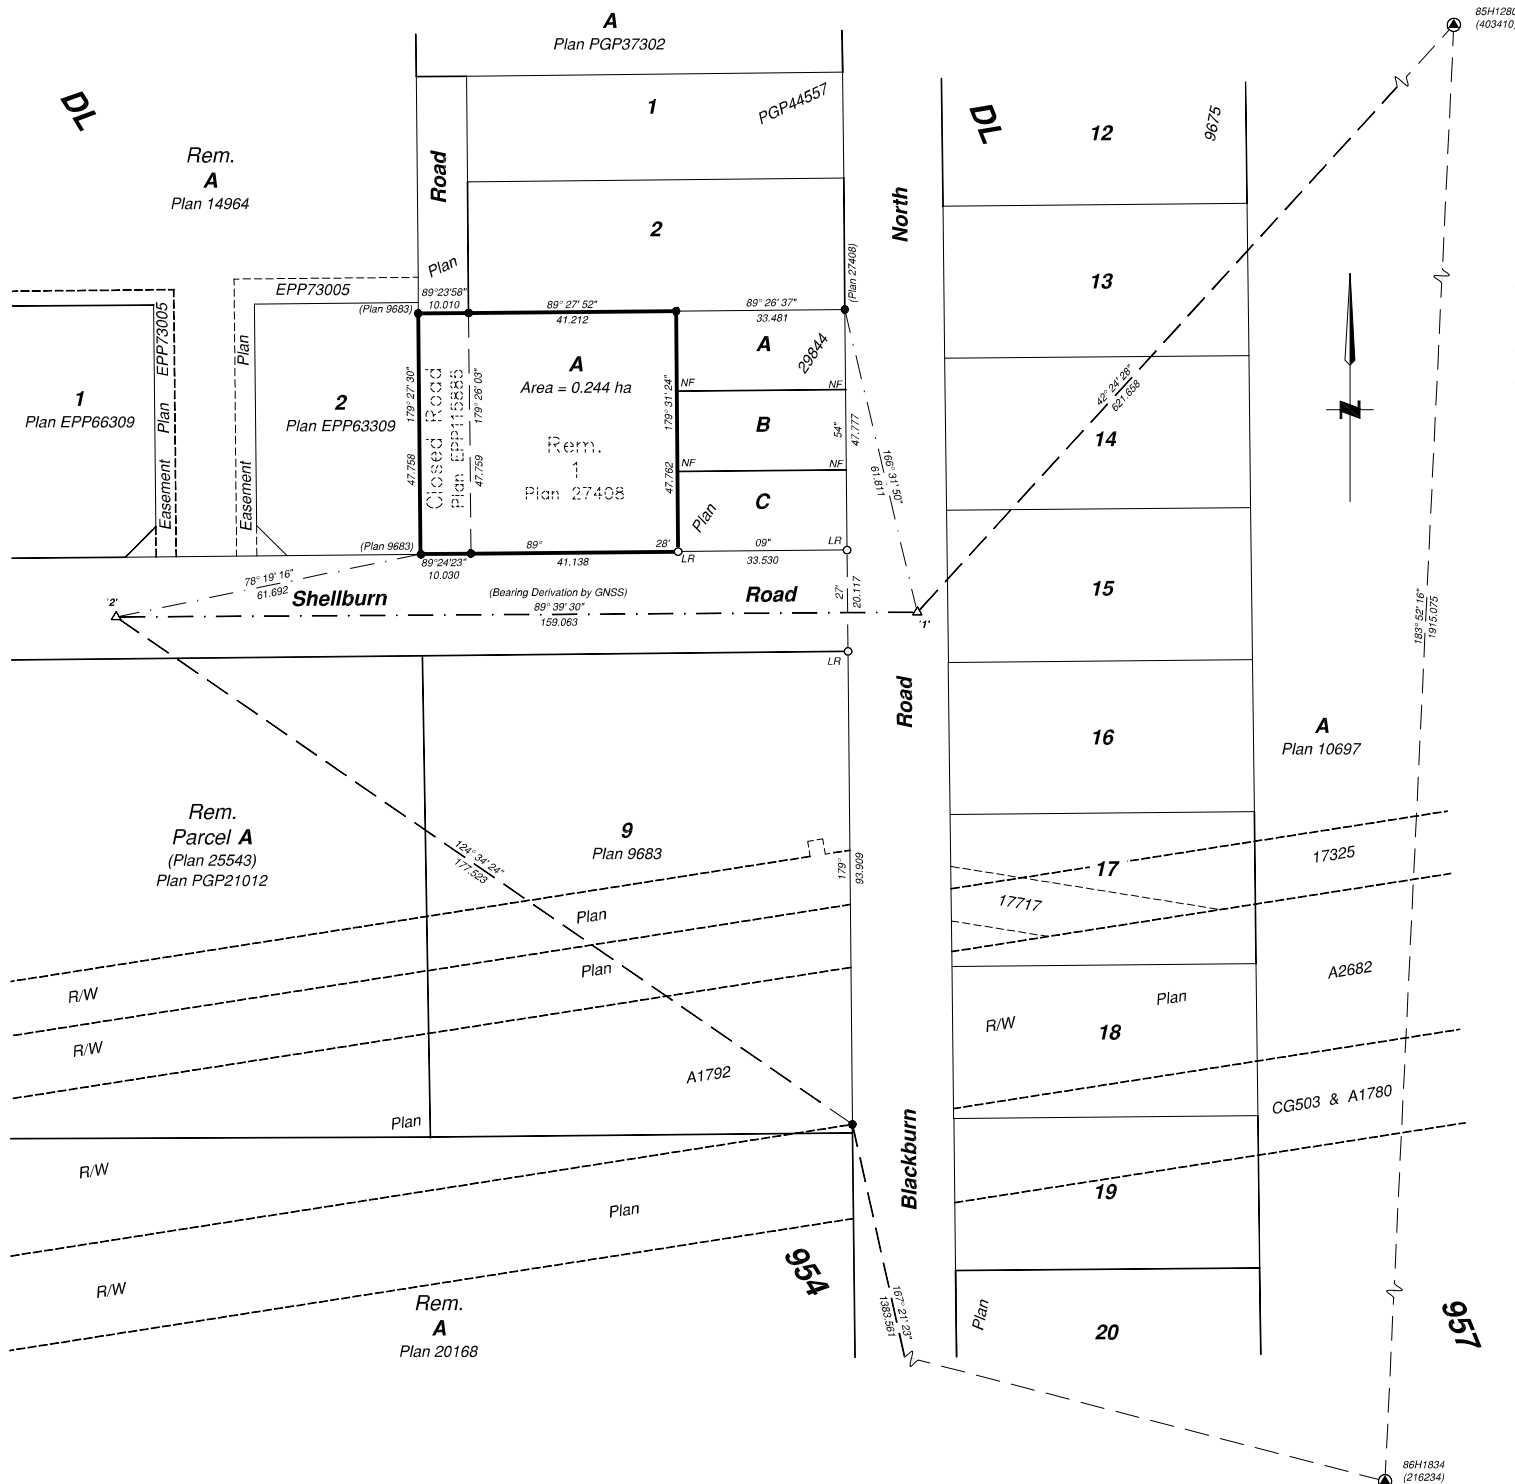 85H1280
(403410)
A
Plan PGP37302
DL
1
PGP44557
DL
12
9675
Rem.
A
Plan 14964
Road
Plan
2
North
(Plan 27408)
13
EPP73005
(Plan 9683)
89°23'58"
10.010
89° 27' 52"
41.212
89° 26' 37"
33.481
EPP73005
Plan
Easement
Plan
Easement
1
Plan EPP66309
2
Plan EPP63309
179° 27' 30"
47.758
Closed Road
Plan EPP115885
179° 26' 03"
47.759
A
Area = 0.244 ha
Rem.
1
Plan 27408
179° 31' 24"
47.762
A
29844
NF
NF
B
54"
47.777
NF
NF
C
Plan
166° 31' 50"
61.811
42° 24' 28"
621.658
14
N
(Plan 9683)
89°24'23"
10.030
89°
28'
41.138
LR
09"
33.530
LR
78° 19' 16"
61.692
'2'
Shellburn
(Bearing Derivation by GNSS)
89° 39' 30"
159.063
Road
27'
20.117
'1'
15
183° 52' 16"
1915.075
LR
Road
16
A
Plan 10697
Rem.
Parcel A
(Plan 25543)
Plan PGP21012
124° 34' 24"
177.523
9
Plan 9683
179°
93.909
17
17325
17717
Plan
Plan
R/W
R/W
A2682
Plan
R/W
18
A1792
Plan
CG503 & A1780
R/W
Blackburn
19
Plan
954
R/W
Rem.
A
Plan 20168
167° 21' 23"
1383.561
Plan
20
957
86H1834
(216234)